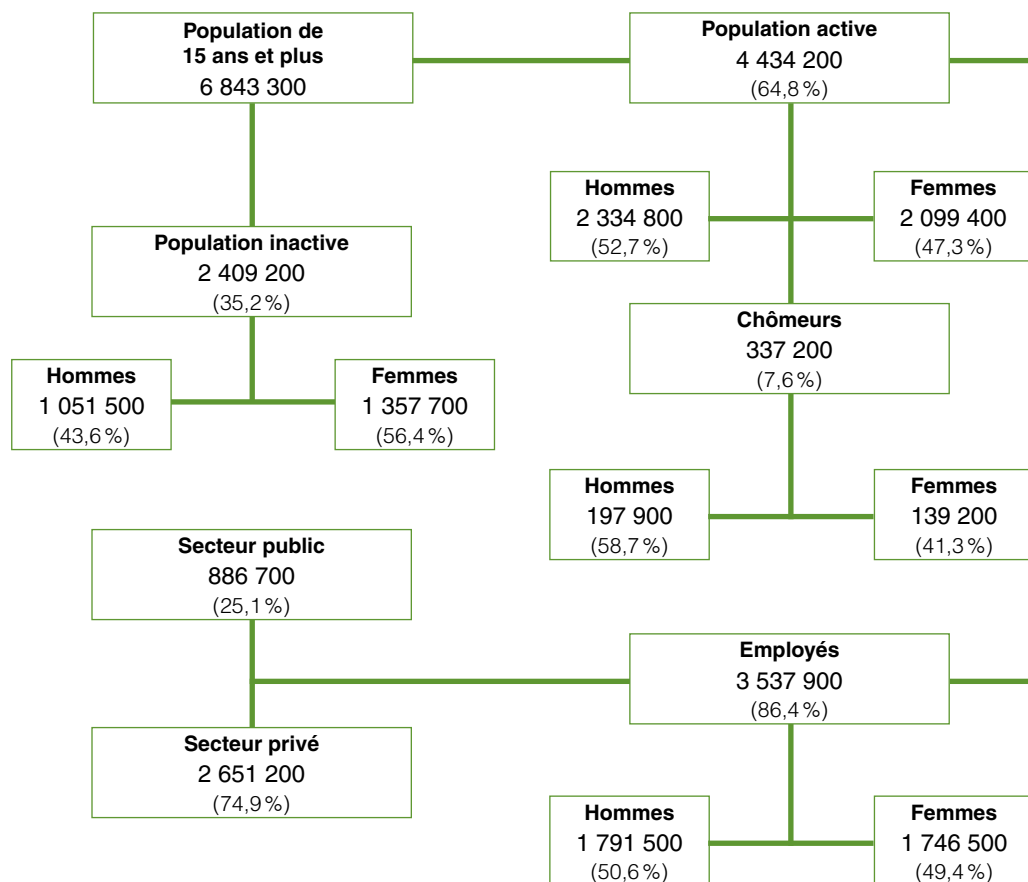 Population de
15 ans et plus
6 843 300
Population active
4 434 200
(64,8 %)
Hommes
2 334 800
(52,7 %)
Femmes
2 099 400
(47,3 %)
Population inactive
2 409 200
(35,2 %)
Chômeurs
337 200
(7,6 %)
Hommes
1 051 500
(43,6 %)
Femmes
1 357 700
(56,4 %)
Hommes
197 900
(58,7 %)
Femmes
139 200
(41,3 %)
Secteur public
886 700
(25,1 %)
Employés
3 537 900
(86,4 %)
Secteur privé
2 651 200
(74,9 %)
Hommes
1 791 500
(50,6 %)
Femmes
1 746 500
(49,4 %)